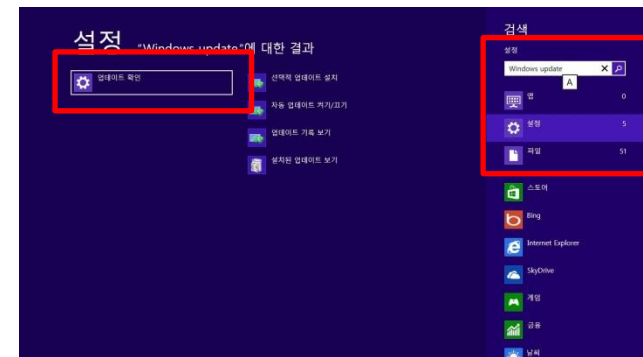 설정 "Windows update"에 대한 결과
업데이트 확인
선택적 업데이트 설치
자동 업데이트 켜기/끄기
업데이트 기록 보기
설치된 업데이트 보기
검색
설정
Windows update
A
앱 0
설정 5
파일 51
스토어
Bing
Internet Explorer
SkyDrive
게임
금융
날씨